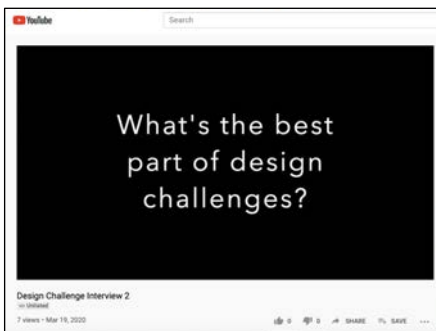 YouTube
Search
What's the best
part of design
challenges?
Design Challenge Interview 2
Unlisted
7 views • Mar 19, 2020
0
0
SHARE
SAVE